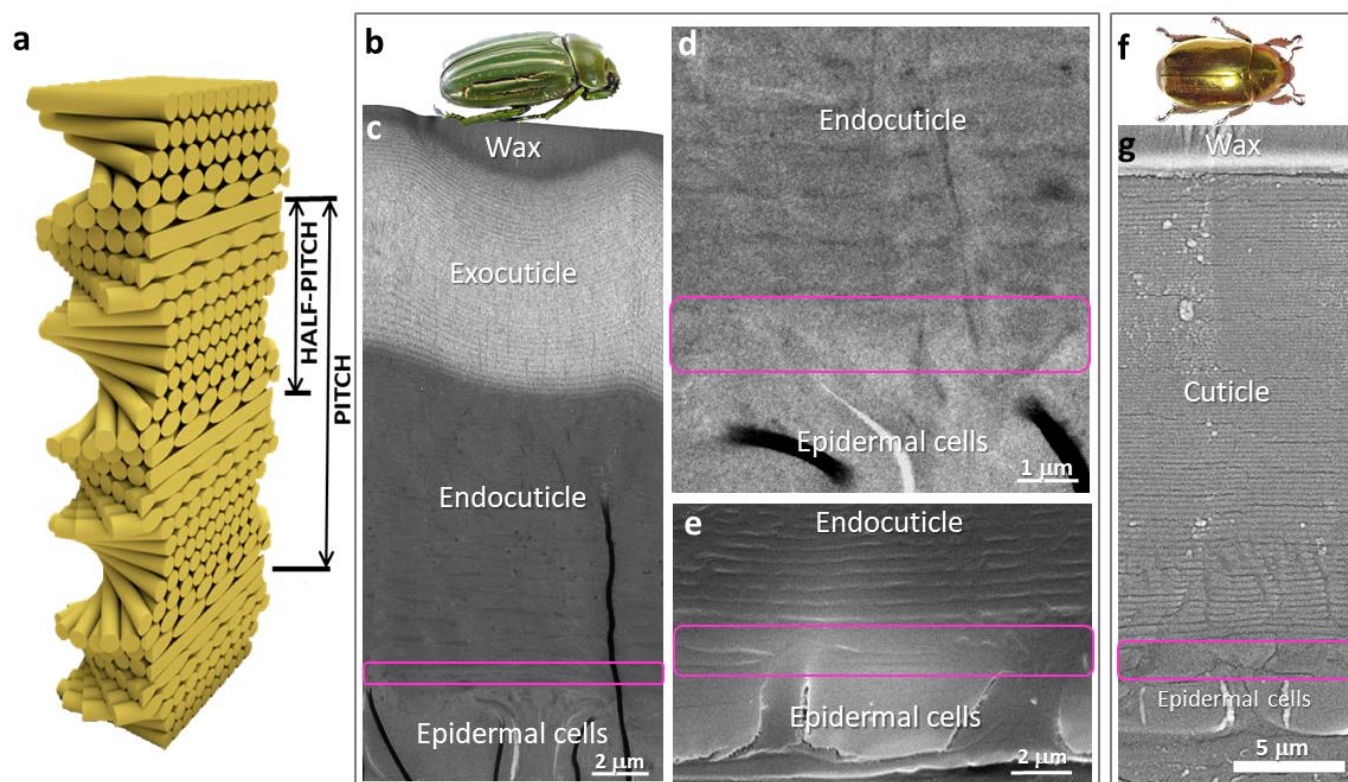 a
HALF-PITCH
PITCH
b
c
Wax
Exocuticle
Endocuticle
Epidermal cells
2 μm
d
Endocuticle
Epidermal cells
1 μm
e
Endocuticle
Epidermal cells
2 μm
f
g
Wax
Cuticle
Epidermal cells
5 μm